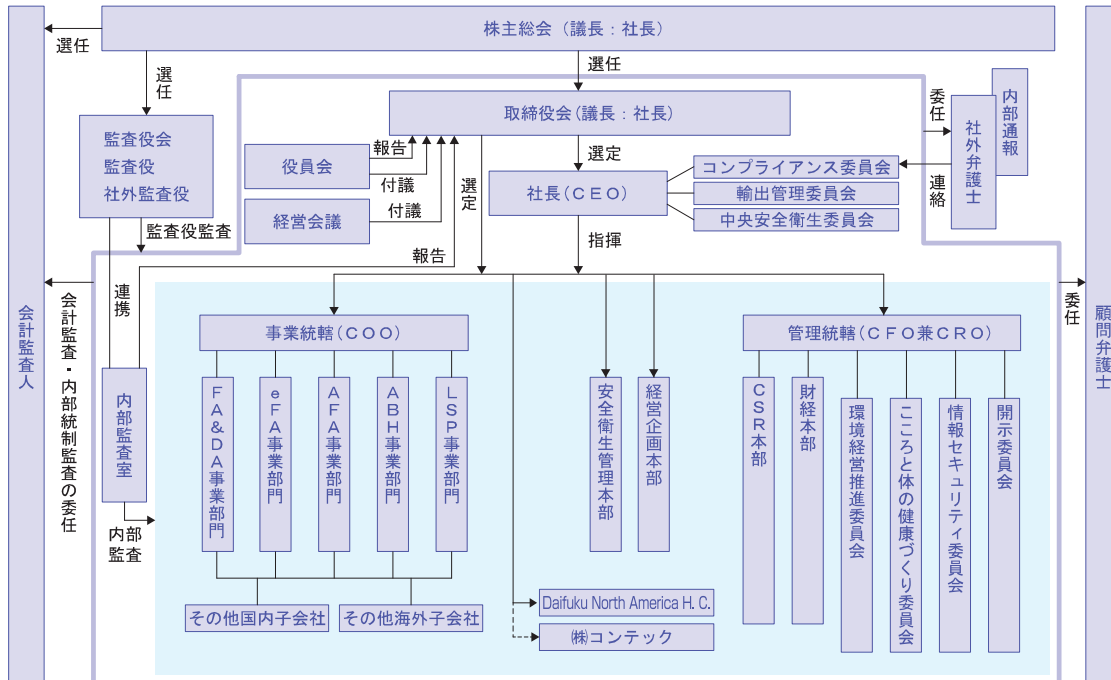 株主総会（議長：社長）
選任
選任
選任
取締役会（議長：社長）
監査役会
監査役
社外監査役
役員会
報告
付議
経営会議
付議
選定
選定
社長（CEO）
コンプライアンス委員会
輸出管理委員会
中央安全衛生委員会
委任
連絡
社外弁護士
内部通報
監査役監査
報告
指揮
連携
会計監査人
会計監査・内部統制監査の委任
委任
顧問弁護士
事業統轄（COO）
管理統轄（CFO兼CRO）
内部監査室
内部
監査
FA&DA事業部門
eFA事業部門
AFA事業部門
ABH事業部門
LSP事業部門
安全衛生管理本部
経営企画本部
CSR本部
財経本部
環境経営推進委員会
こころと体の健康づくり委員会
情報セキュリティ委員会
開示委員会
その他国内子会社
その他海外子会社
Daifuku North America H. C.
㈱コンテック